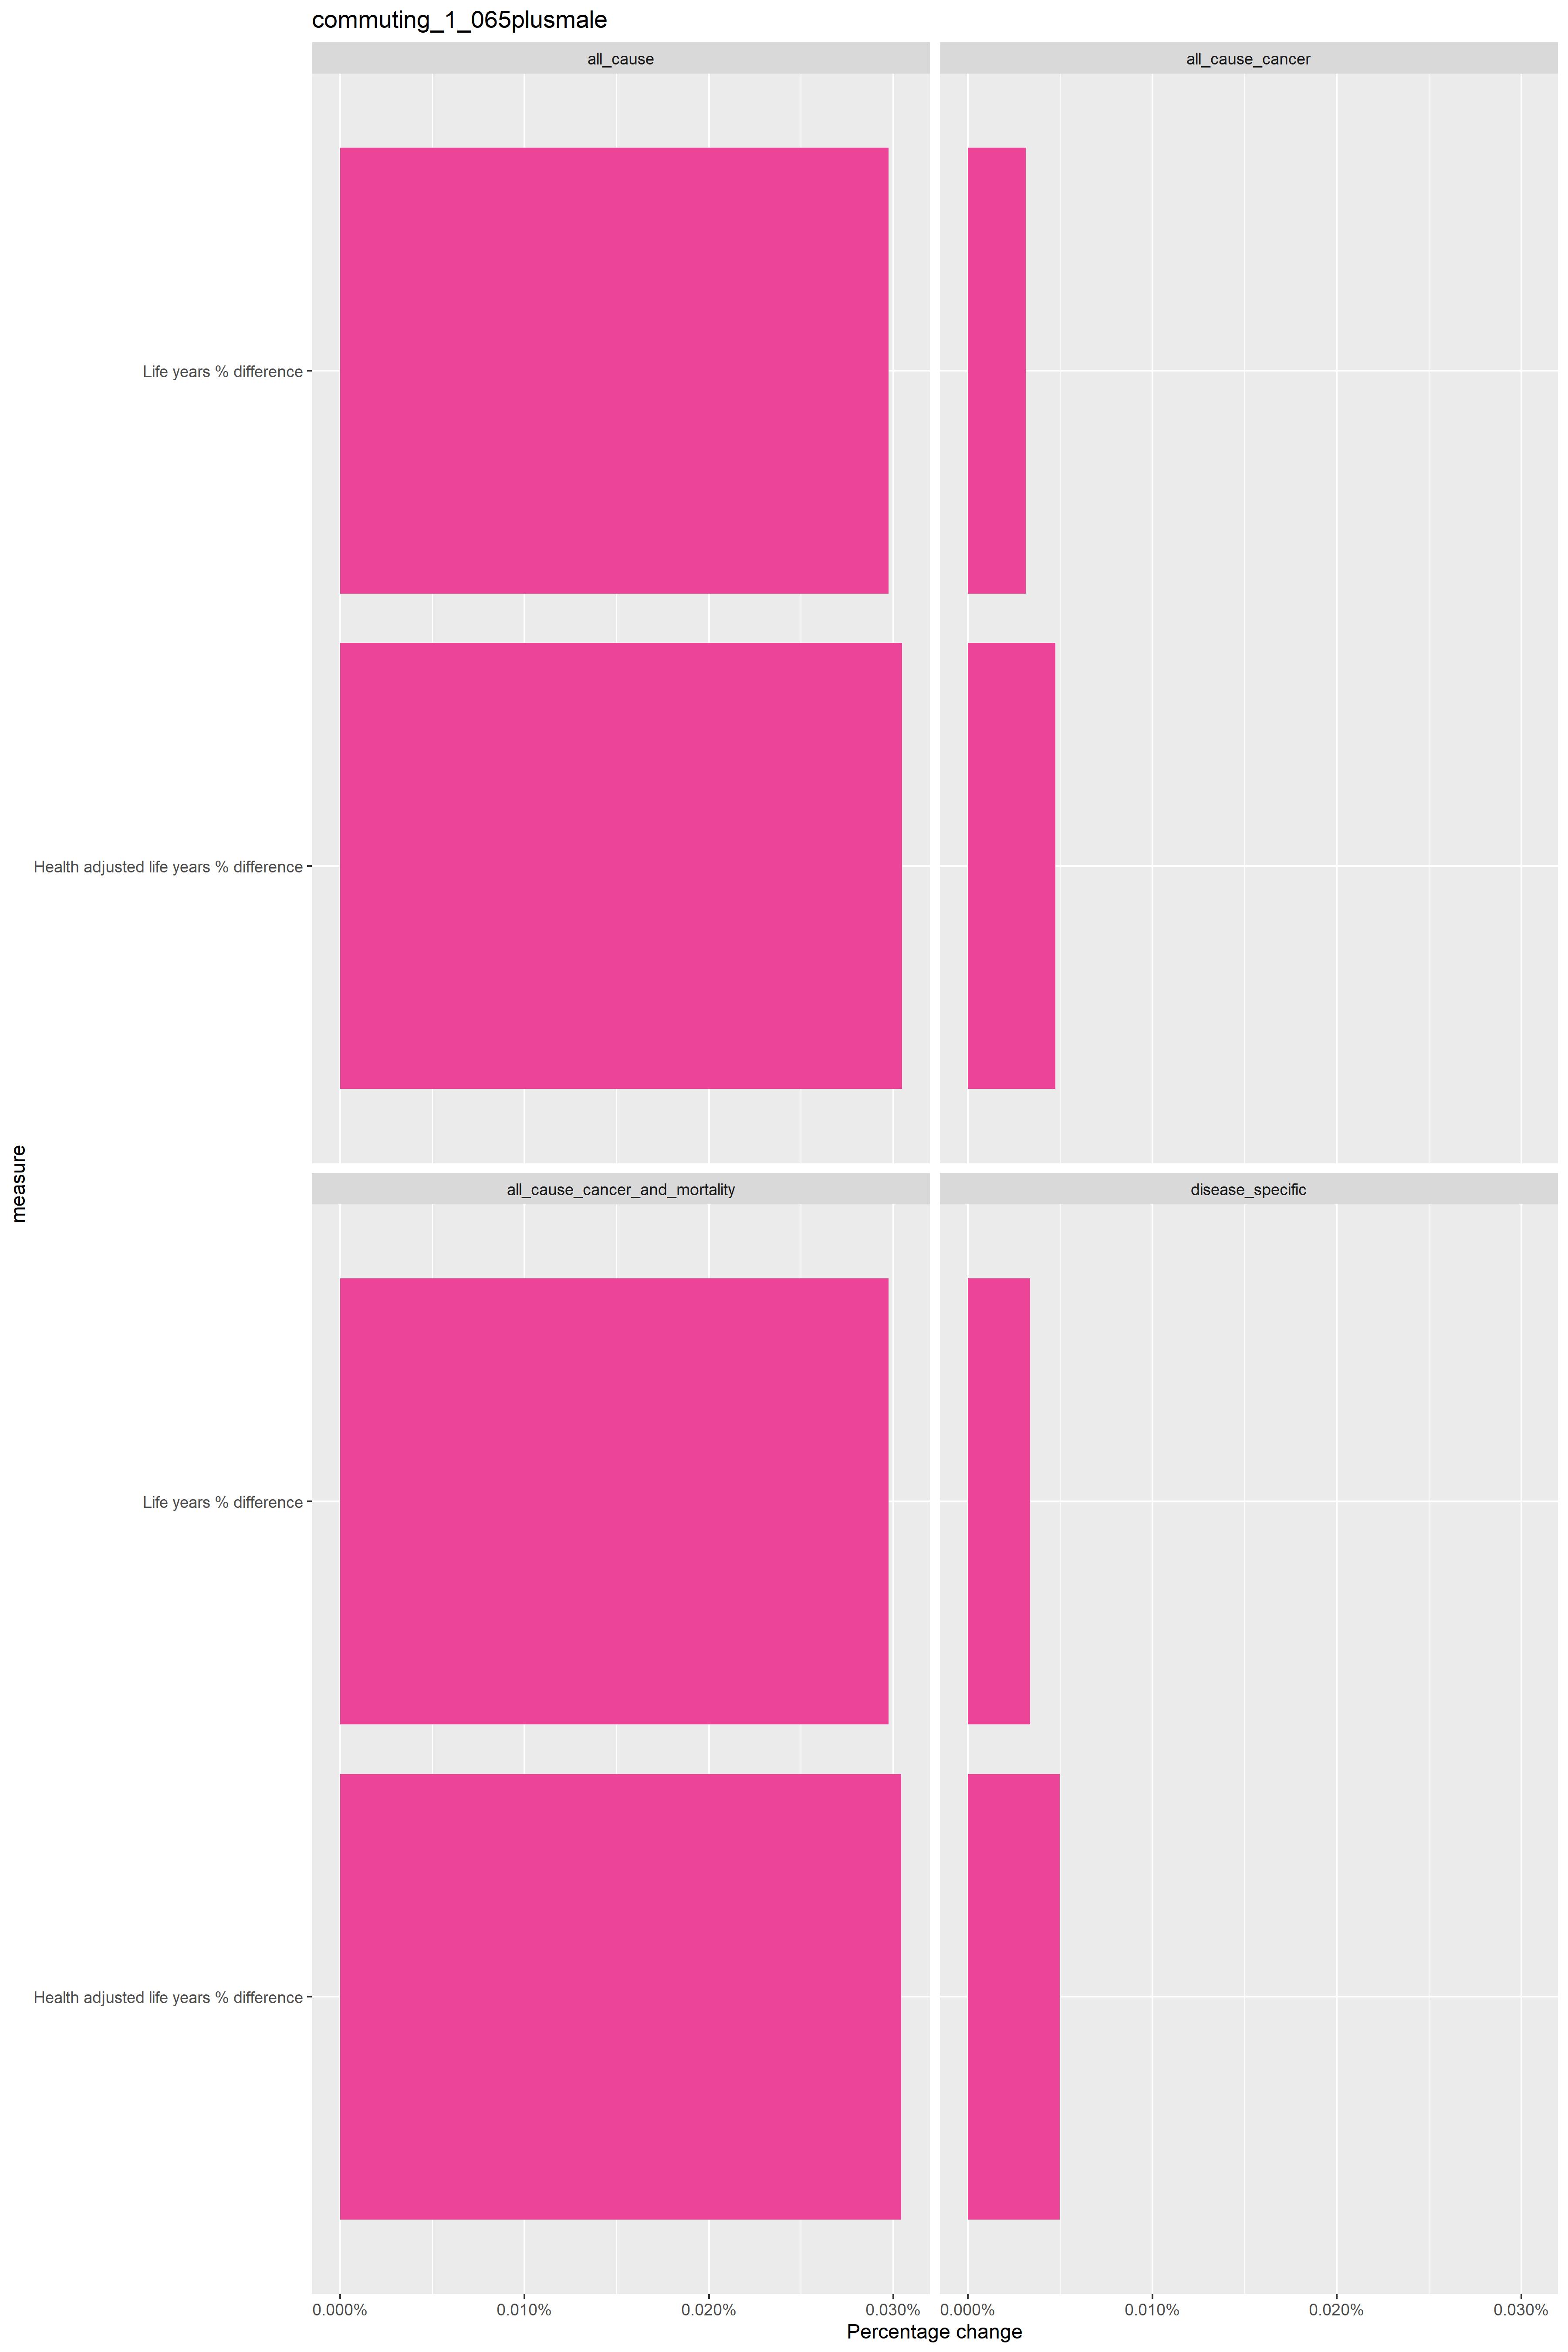 commuting_1_065plusmale
all_cause
all_cause_cancer
Life years % difference
Health adjusted life years % difference
measure
all_cause_cancer_and_mortality
disease_specific
Life years % difference
Health adjusted life years % difference
0.000%
0.010%
0.020%
0.030%
0.000%
0.010%
0.020%
0.030%
Percentage change